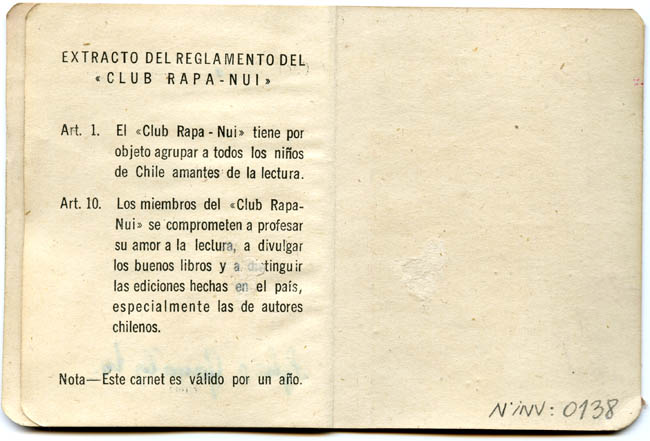 EXTRACTO DEL REGLAMENTO DEL
«CLUB RAPA-NUI»
Art. 1. El «Club Rapa-Nui» tiene por
objeto agrupar a todos los niños
de Chile amantes de la lectura.
Art. 10. Los miembros del «Club Rapa-
Nui» se comprometen a profesar
su amor a la lectura, a divulgar
los buenos libros y a distinguir
las ediciones hechas en el país,
especialmente las de autores
chilenos.
Nota—Este carnet es válido por un año.
N°inv: 0138